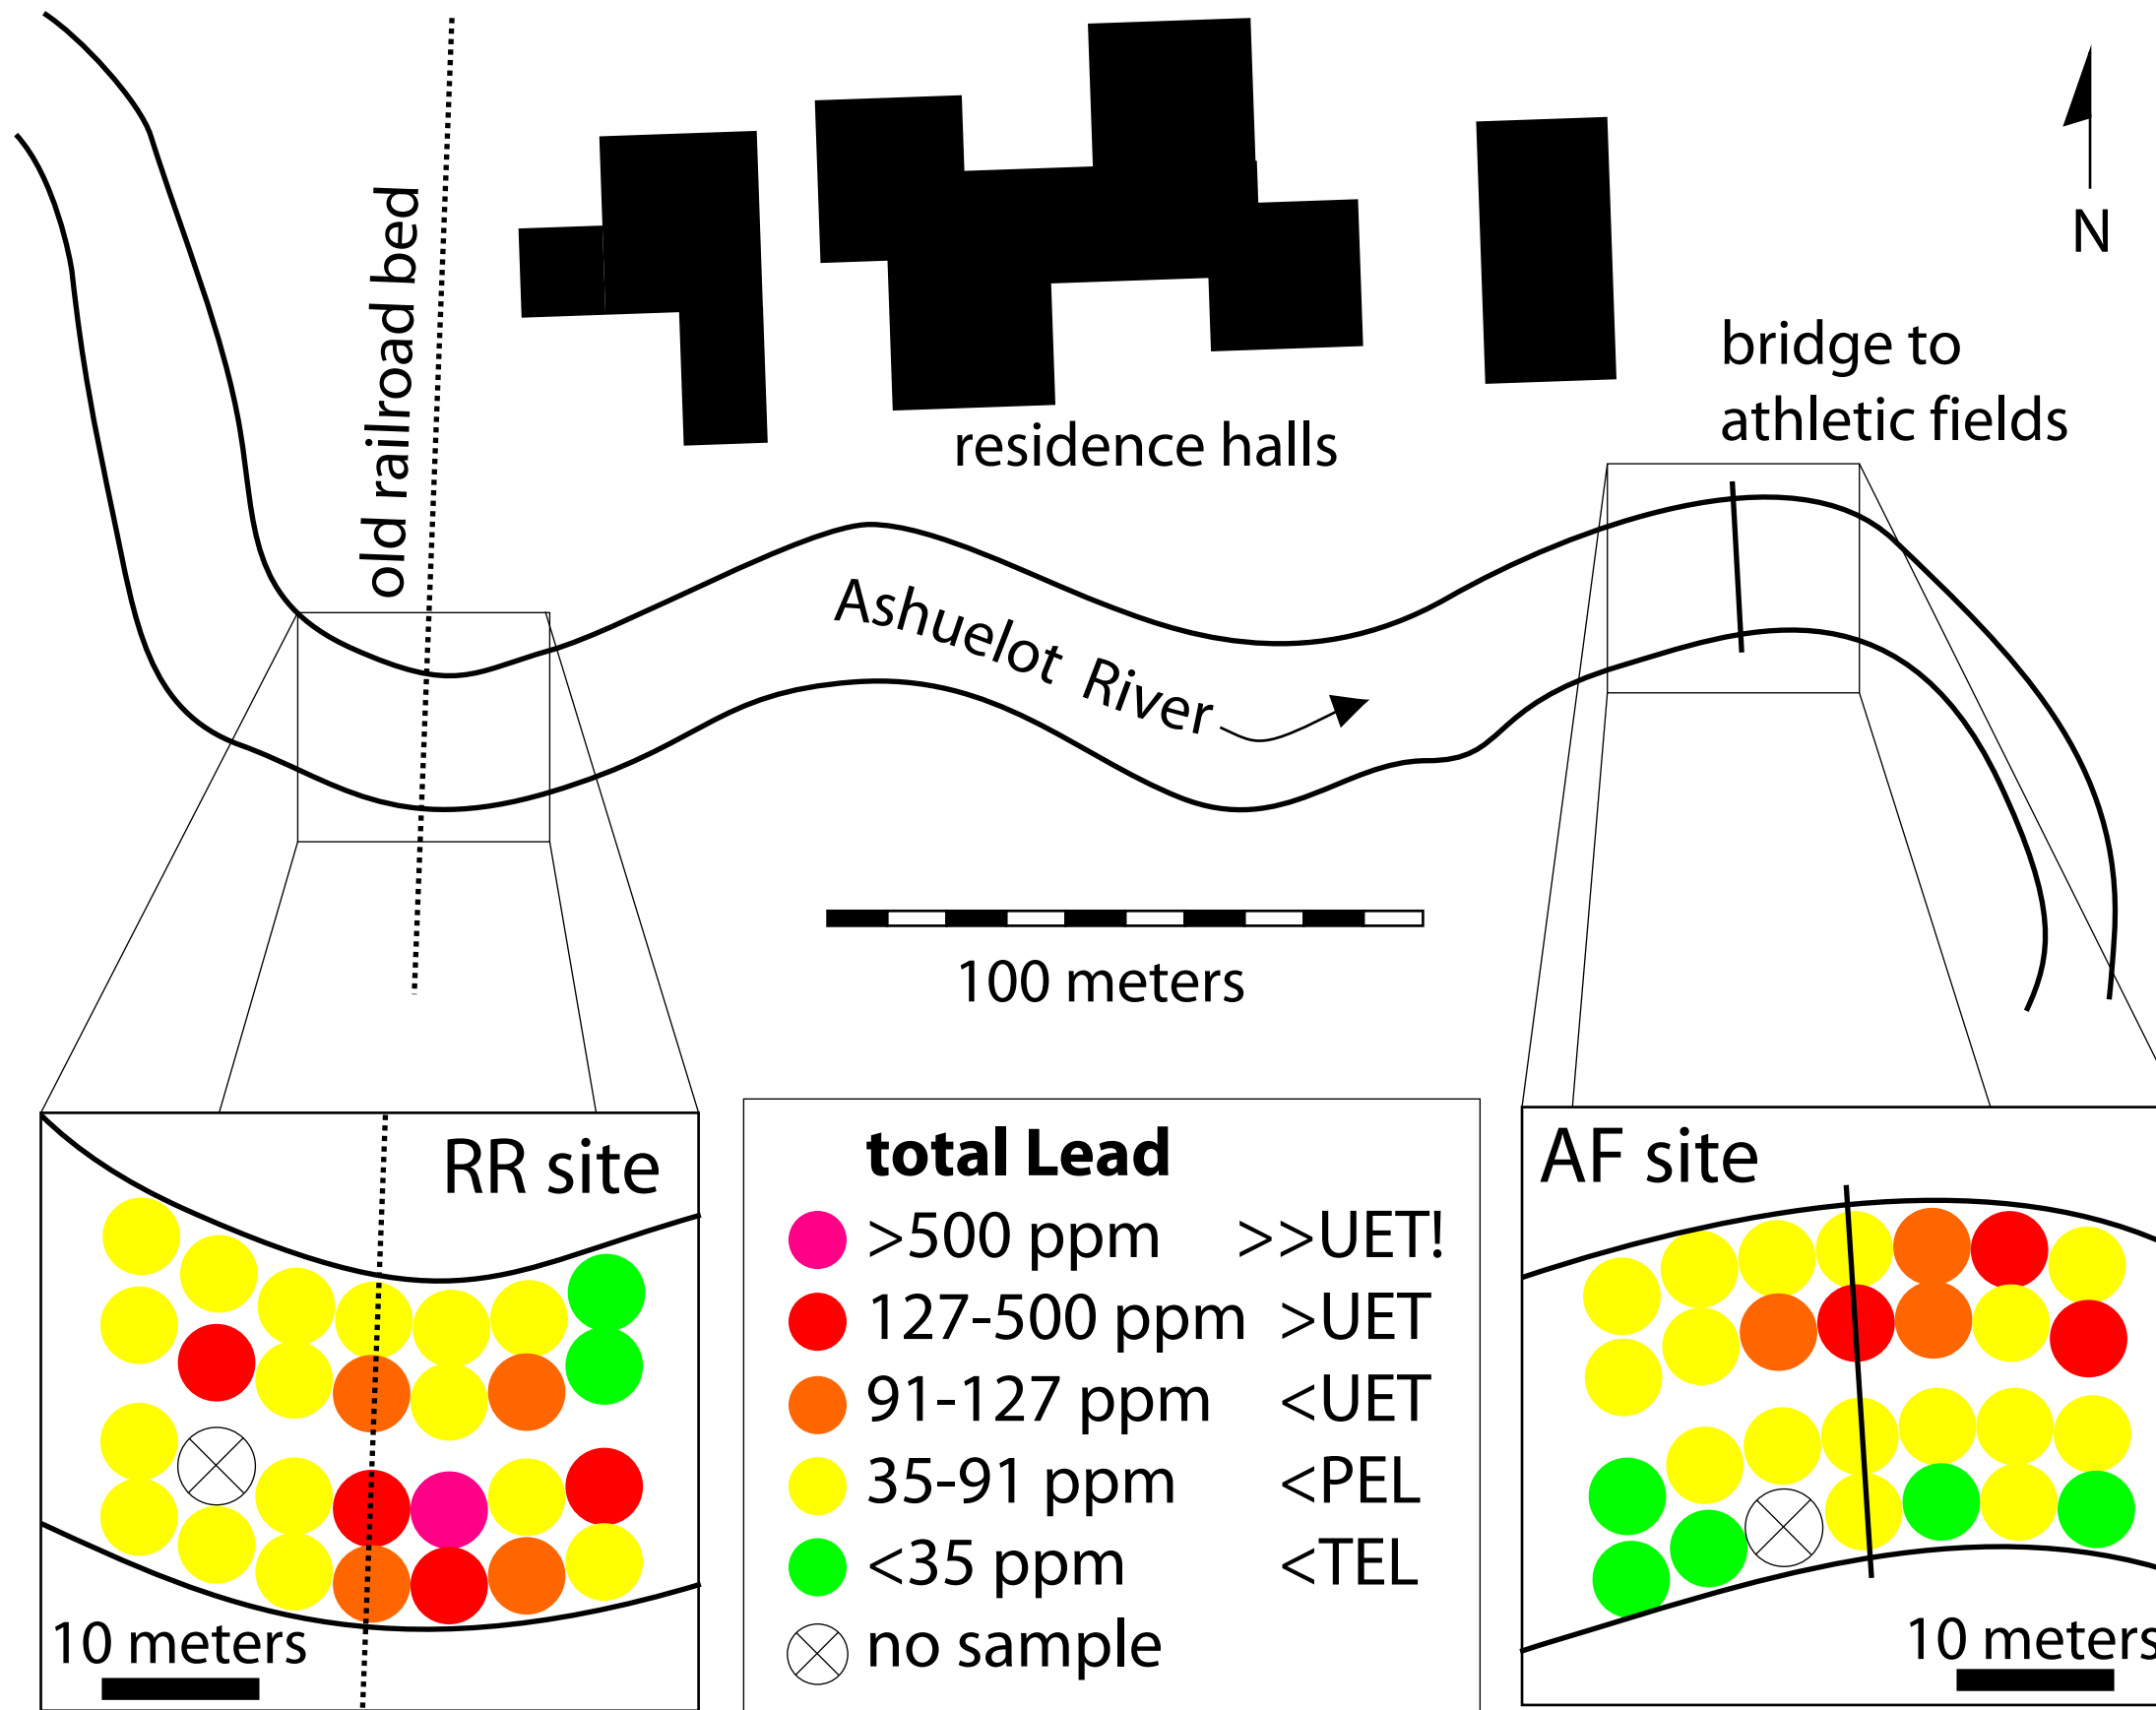 old railroad bed
N
bridge to
athletic fields
residence halls
Ashuelot River
100 meters
RR site
10 meters
total Lead
>500 ppm >>UET!
127-500 ppm >UET
91-127 ppm <UET
35-91 ppm <PEL
<35 ppm <TEL
no sample
AF site
10 meters